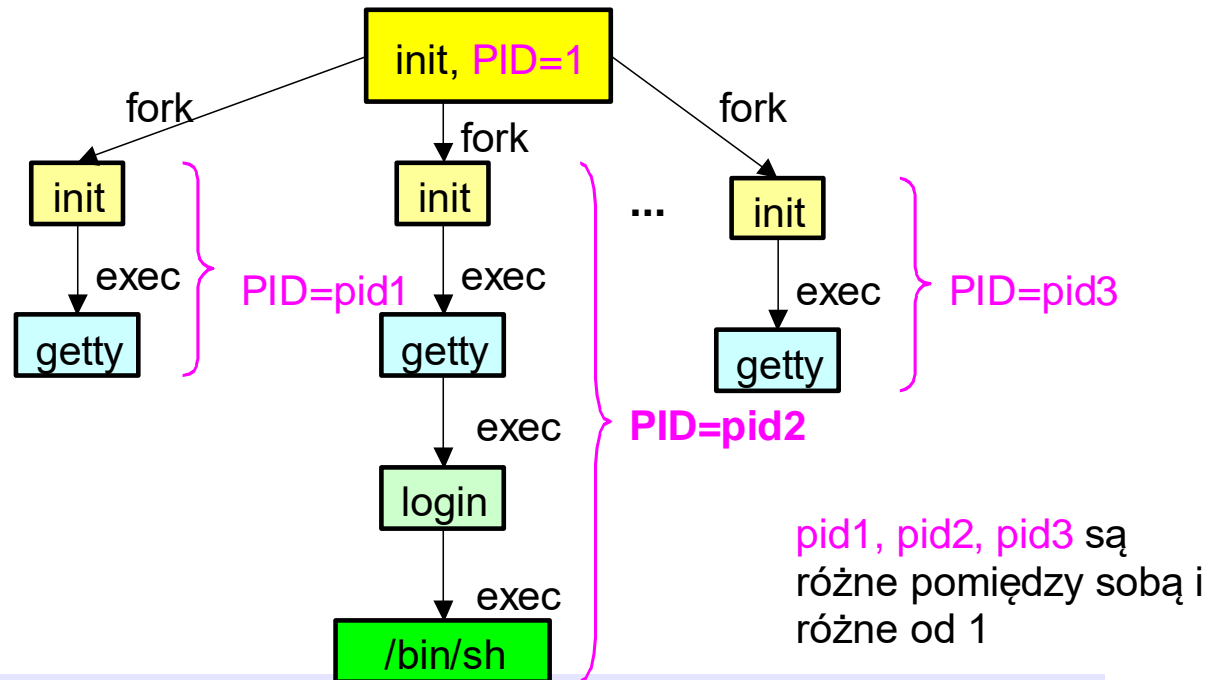 init, PID=1
fork
fork
fork
init
init
...
init
exec
exec
exec
PID=pid1
PID=pid3
getty
getty
getty
exec
PID=pid2
login
pid1, pid2, pid3 są
różne pomiędzy sobą i
różne od 1
exec
/bin/sh